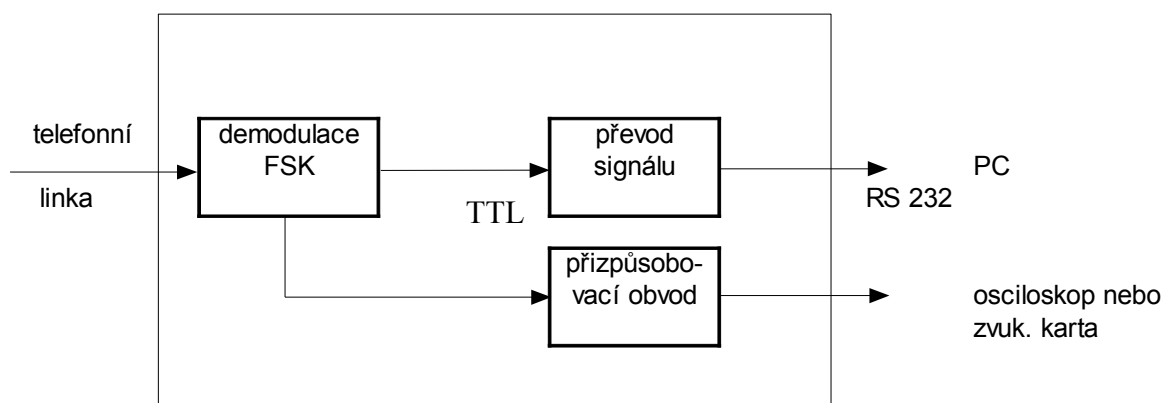 telefonní
linka
demodulace
FSK
TTL
převod
signálu
RS 232
PC
přizpůsobo-
vací obvod
osciloskop nebo
zvuk. karta